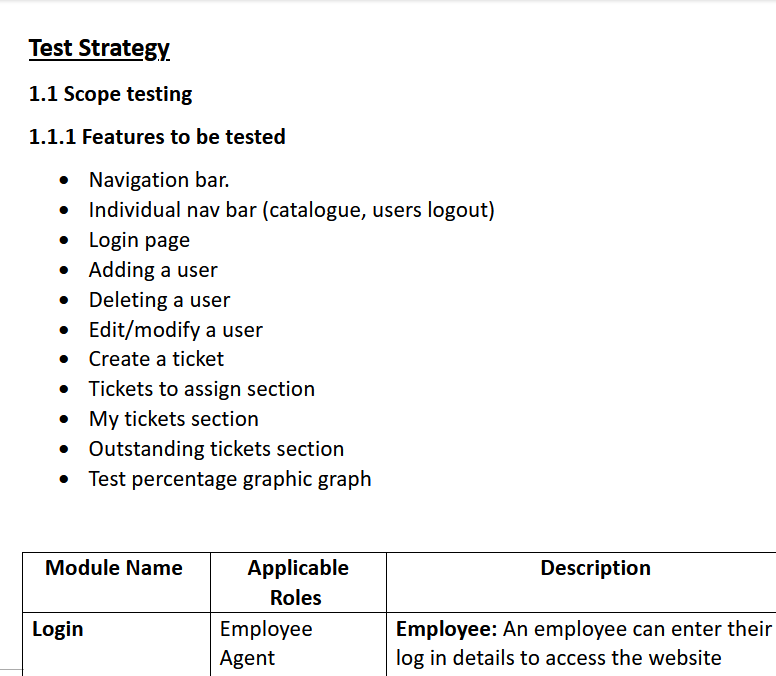 Test Strategy
1.1 Scope testing
1.1.1 Features to be tested
• Navigation bar.
• Individual nav bar (catalogue, users logout)
• Login page
• Adding a user
• Deleting a user
• Edit/modify a user
• Create a ticket
• Tickets to assign section
• My tickets section
• Outstanding tickets section
• Test percentage graphic graph
Module Name
Applicable
Roles
Description
Login
Employee
Agent
Employee: An employee can enter their
log in details to access the website